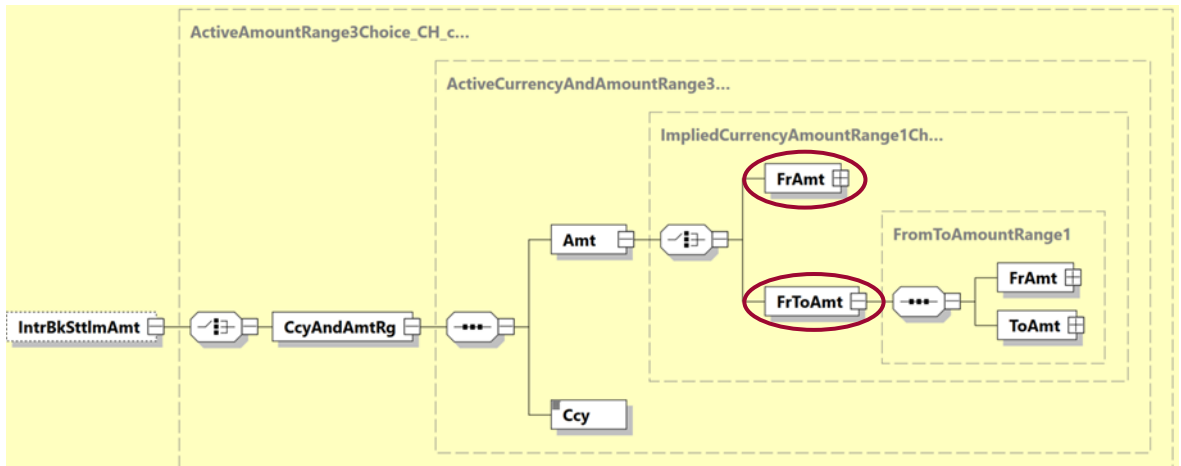 ActiveAmountRange3Choice_CH_c...
ActiveCurrencyAndAmountRange3...
ImpliedCurrencyAmountRange1Ch...
FrAmt
FromToAmountRange1
Amt
FrAmt
FrToAmt
IntrBkSttlmAmt
CcyAndAmtRg
ToAmt
Ccy